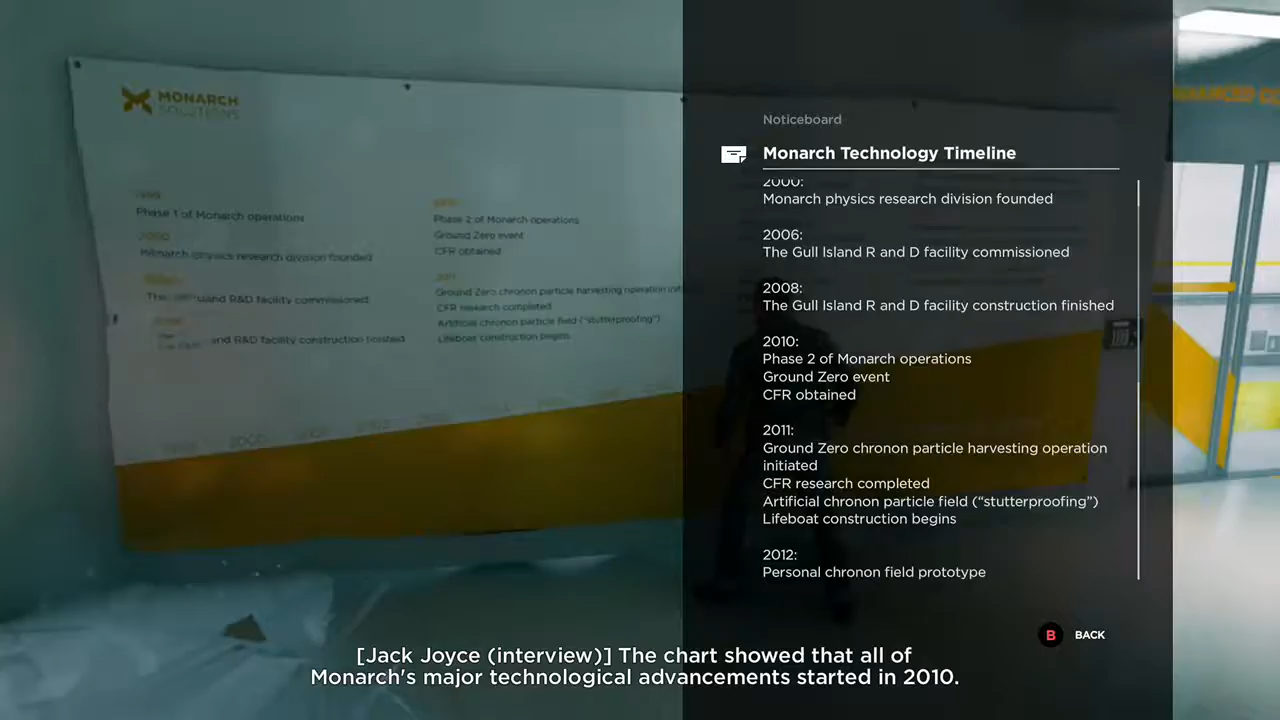 MONARCH
SOLUTIONS
Phase 1 of Monarch operations
2000
Monarch physics research division founded
and R&D facility commissioned
and R&D facility construction finished
Phase 2 of Monarch operations
Ground Zero event
CFR obtained
2011
Ground Zero chronon particle harvesting operation
CFR research completed
Artificial chronon particle field ("stutterproofing")
Lifeboat construction begins
Noticeboard
Monarch Technology Timeline
2000:
Monarch physics research division founded
2006:
The Gull Island R and D facility commissioned
2008:
The Gull Island R and D facility construction finished
2010:
Phase 2 of Monarch operations
Ground Zero event
CFR obtained
2011:
Ground Zero chronon particle harvesting operation
initiated
CFR research completed
Artificial chronon particle field (“stutterproofing”)
Lifeboat construction begins
2012:
Personal chronon field prototype
B BACK
[Jack Joyce (interview)] The chart showed that all of
Monarch's major technological advancements started in 2010.